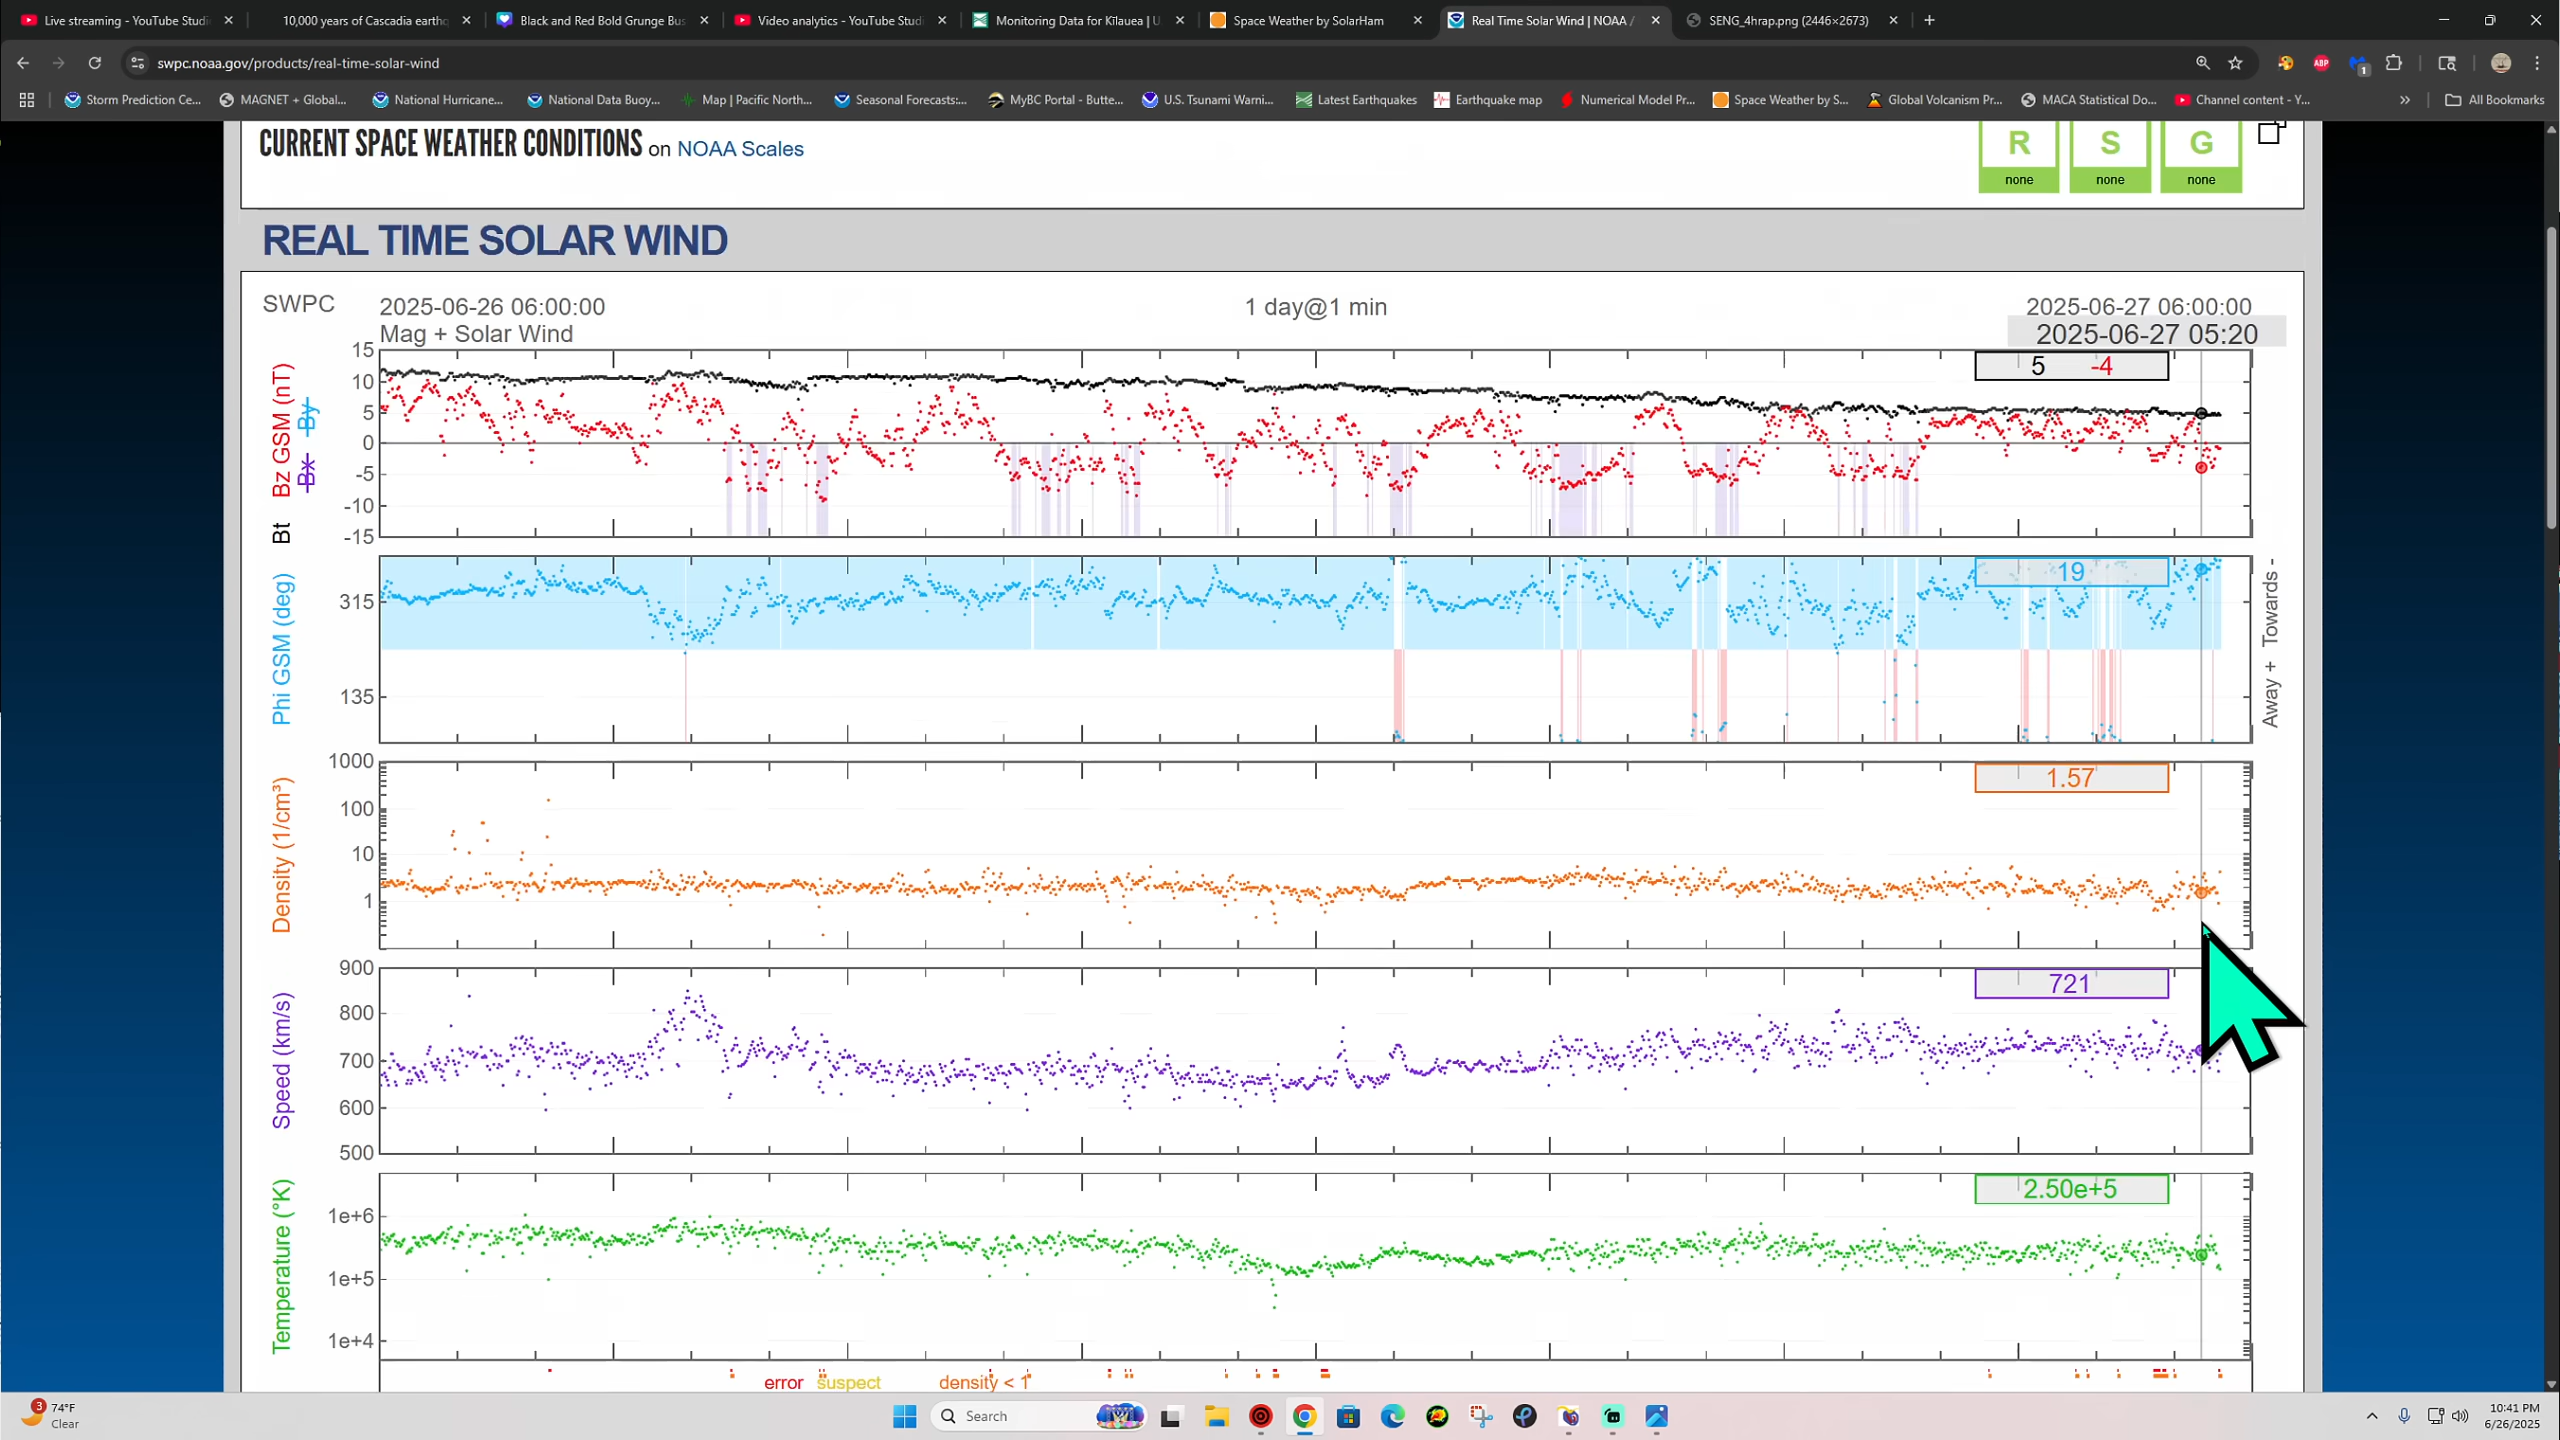 Live streaming - YouTube Studi
10,000 years of Cascadia earthq
Black and Red Bold Grunge Bus
Video analytics - YouTube Studi
Monitoring Data for Kīlauea | U
Space Weather by SolarHam
Real Time Solar Wind | NOAA /
SENG_4hrap.png (2446×2673)
swpc.noaa.gov/products/real-time-solar-wind
ABP
1
Storm Prediction Ce...
MAGNET + Global...
National Hurricane...
National Data Buoy...
Map | Pacific North...
Seasonal Forecasts:...
MyBC Portal - Butte...
U.S. Tsunami Warni...
Latest Earthquakes
Earthquake map
Numerical Model Pr...
Space Weather by S...
Global Volcanism Pr...
MACA Statistical Do...
Channel content - Y...
»
All Bookmarks
CURRENT SPACE WEATHER CONDITIONS on NOAA Scales
R S G
none none none
REAL TIME SOLAR WIND
SWPC
2025-06-26 06:00:00
1 day@1 min
2025-06-27 06:00:00
Mag + Solar Wind
2025-06-27 05:20
Bt Bz GSM (nT)
Bx By
15
10
5
0
-5
-10
-15
5 -4
Phi GSM (deg)
315
135
19
Away + Towards -
Density (1/cm³)
1000
100
10
1
1.57
Speed (km/s)
900
800
700
600
500
721
Temperature (°K)
1e+6
1e+5
1e+4
2.50e+5
error suspect density < 1
3
74°F
Clear
Search
10:41 PM
6/26/2025